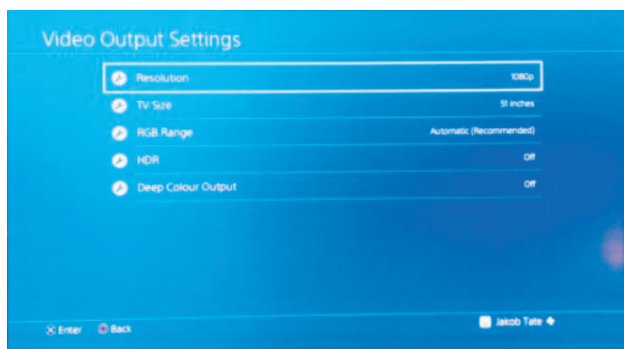 Video Output Settings
Resolution 1080p
TV Size 51 inches
RGB Range Automatic (Recommended)
HDR Off
Deep Colour Output Off
Enter Back Jakob Tate